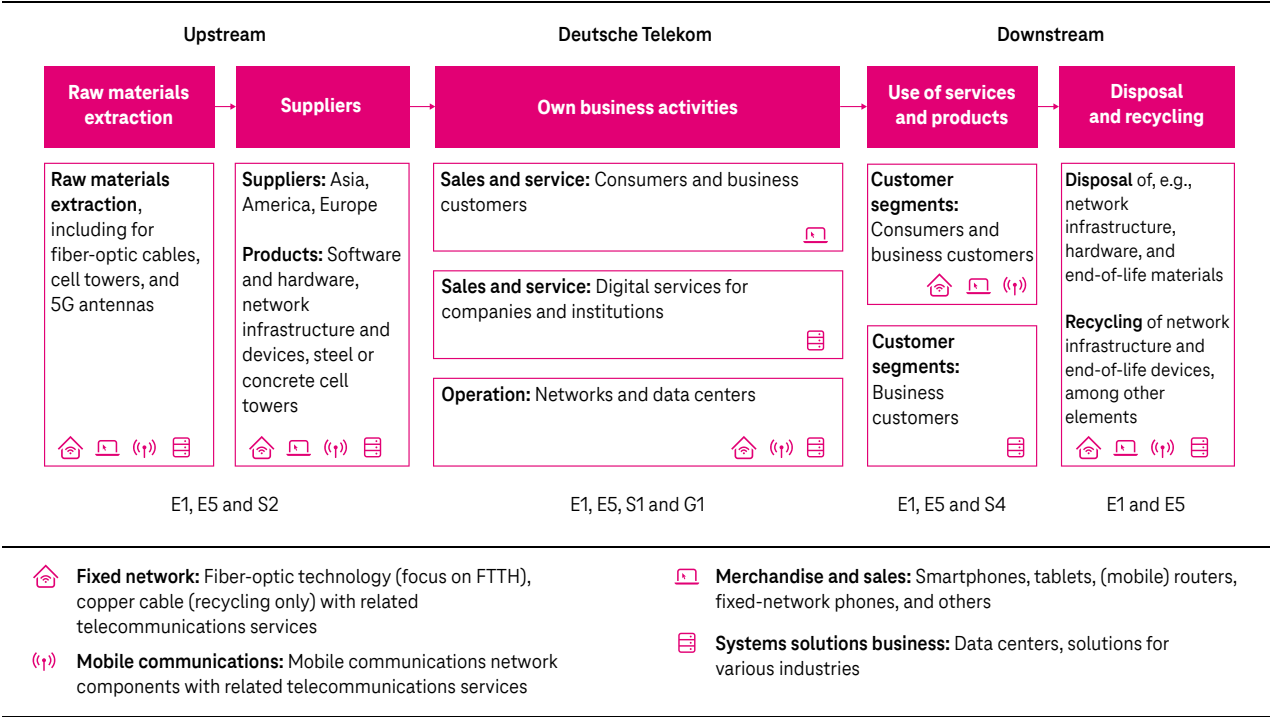 Upstream
Deutsche Telekom
Downstream
Raw materials
extraction
Suppliers
Own business activities
Use of services
and products
Disposal
and recycling
Raw materials
extraction,
including for
fiber-optic cables,
cell towers, and
5G antennas
Suppliers: Asia,
America, Europe
Products: Software
and hardware,
network
infrastructure and
devices, steel or
concrete cell
towers
Sales and service: Consumers and business
customers
Sales and service: Digital services for
companies and institutions
Operation: Networks and data centers
Customer
segments:
Consumers and
business customers
Customer
segments:
Business
customers
Disposal of, e.g.,
network
infrastructure,
hardware, and
end-of-life materials
Recycling of network
infrastructure and
end-of-life devices,
among other
elements
E1, E5 and S2
E1, E5, S1 and G1
E1, E5 and S4
E1 and E5
Fixed network: Fiber-optic technology (focus on FTTH),
copper cable (recycling only) with related
telecommunications services
Mobile communications: Mobile communications network
components with related telecommunications services
Merchandise and sales: Smartphones, tablets, (mobile) routers,
fixed-network phones, and others
Systems solutions business: Data centers, solutions for
various industries